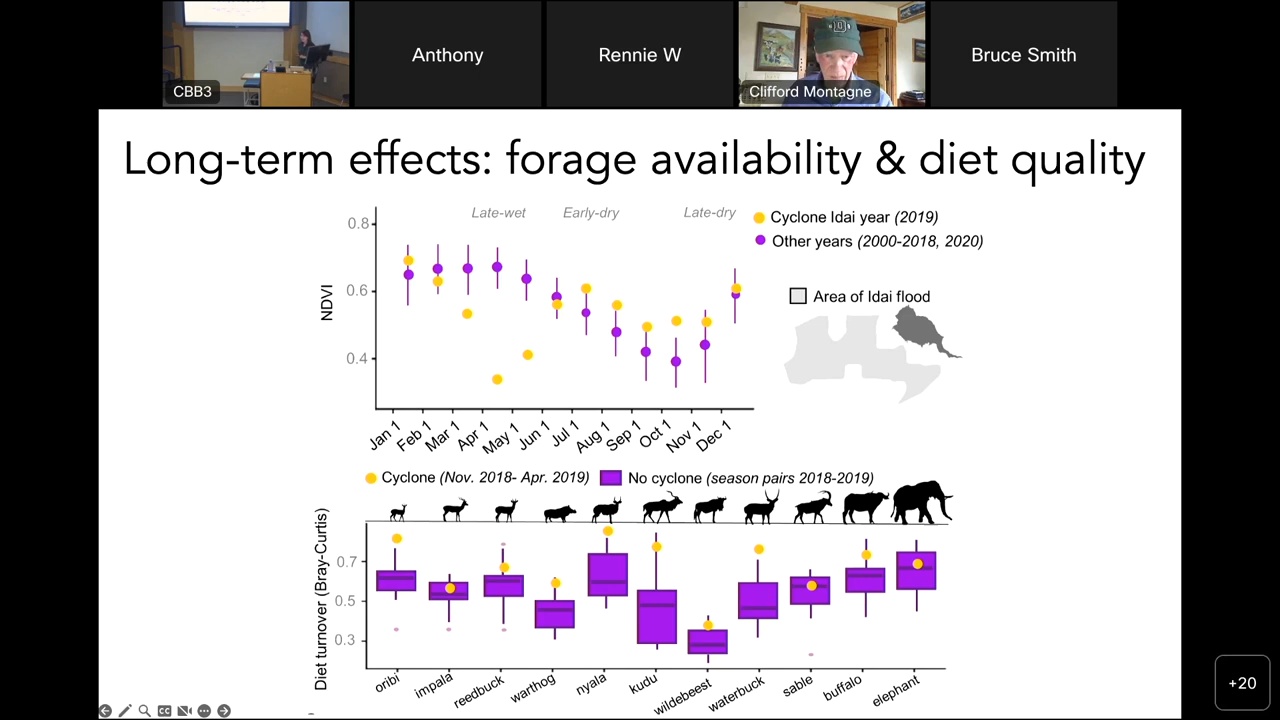 CBB3
Anthony
Rennie W
Clifford Montagne
Bruce Smith
Long-term effects: forage availability & diet quality
Late-wet
Early-dry
Late-dry
0.8
0.6
0.4
NDVI
Jan 1
Feb 1
Mar 1
Apr 1
May 1
Jun 1
Jul 1
Aug 1
Sep 1
Oct 1
Nov 1
Dec 1
Cyclone Idai year (2019)
Other years (2000-2018, 2020)
Area of Idai flood
Cyclone (Nov. 2018- Apr. 2019)
No cyclone (season pairs 2018-2019)
Diet turnover (Bray-Curtis)
0.7
0.5
0.3
oribi
impala
reedbuck
warthog
nyala
kudu
wildebeest
waterbuck
sable
buffalo
elephant
CC
+20